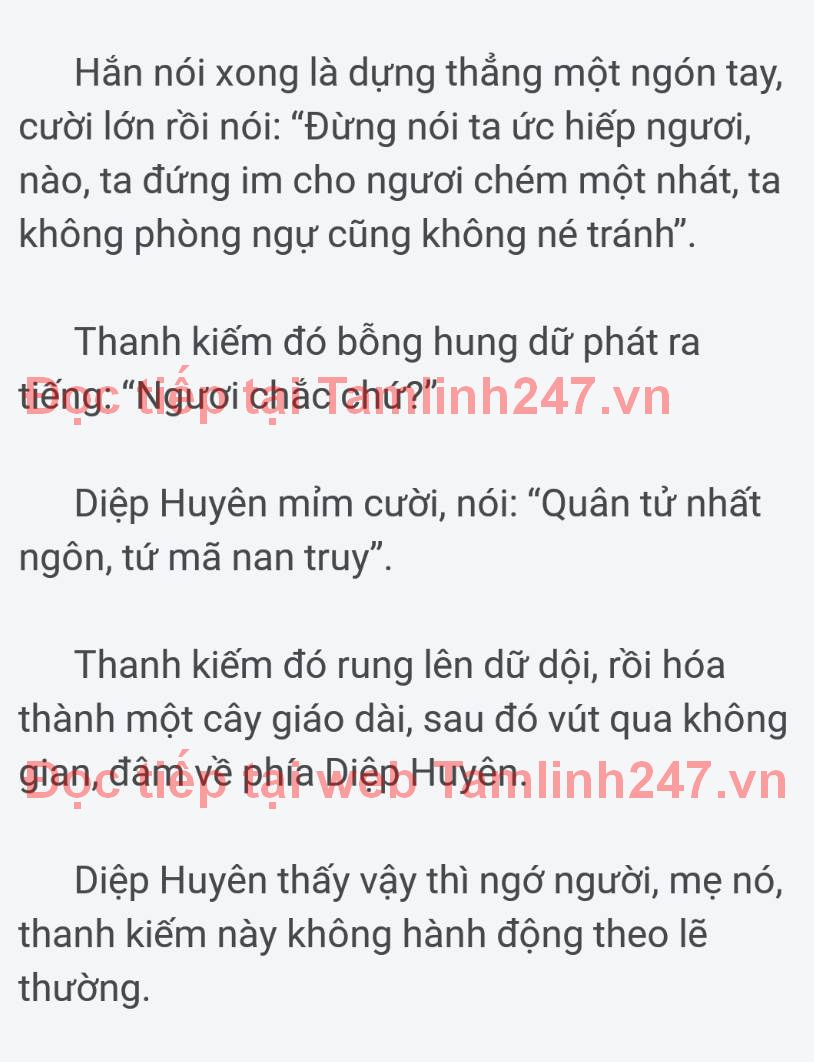 Hắn nói xong là dựng thẳng một ngón tay,
cười lớn rồi nói: “Đừng nói ta ức hiếp ngươi,
nào, ta đứng im cho ngươi chém một nhát, ta
không phòng ngự cũng không né tránh”.
Thanh kiếm đó bỗng hung dữ phát ra
tiếng: “Ngươi chắc chứ?”
Đọc tiếp tại Tamlinh247.vn
Diệp Huyên mỉm cười, nói: “Quân tử nhất
ngôn, tứ mã nan truy”.
Thanh kiếm đó rung lên dữ dội, rồi hóa
thành một cây giáo dài, sau đó vút qua không
gian, đâm về phía Diệp Huyên.
Đọc tiếp tại web Tamlinh247.vn
Diệp Huyên thấy vậy thì ngớ người, mẹ nó,
thanh kiếm này không hành động theo lẽ
thường.